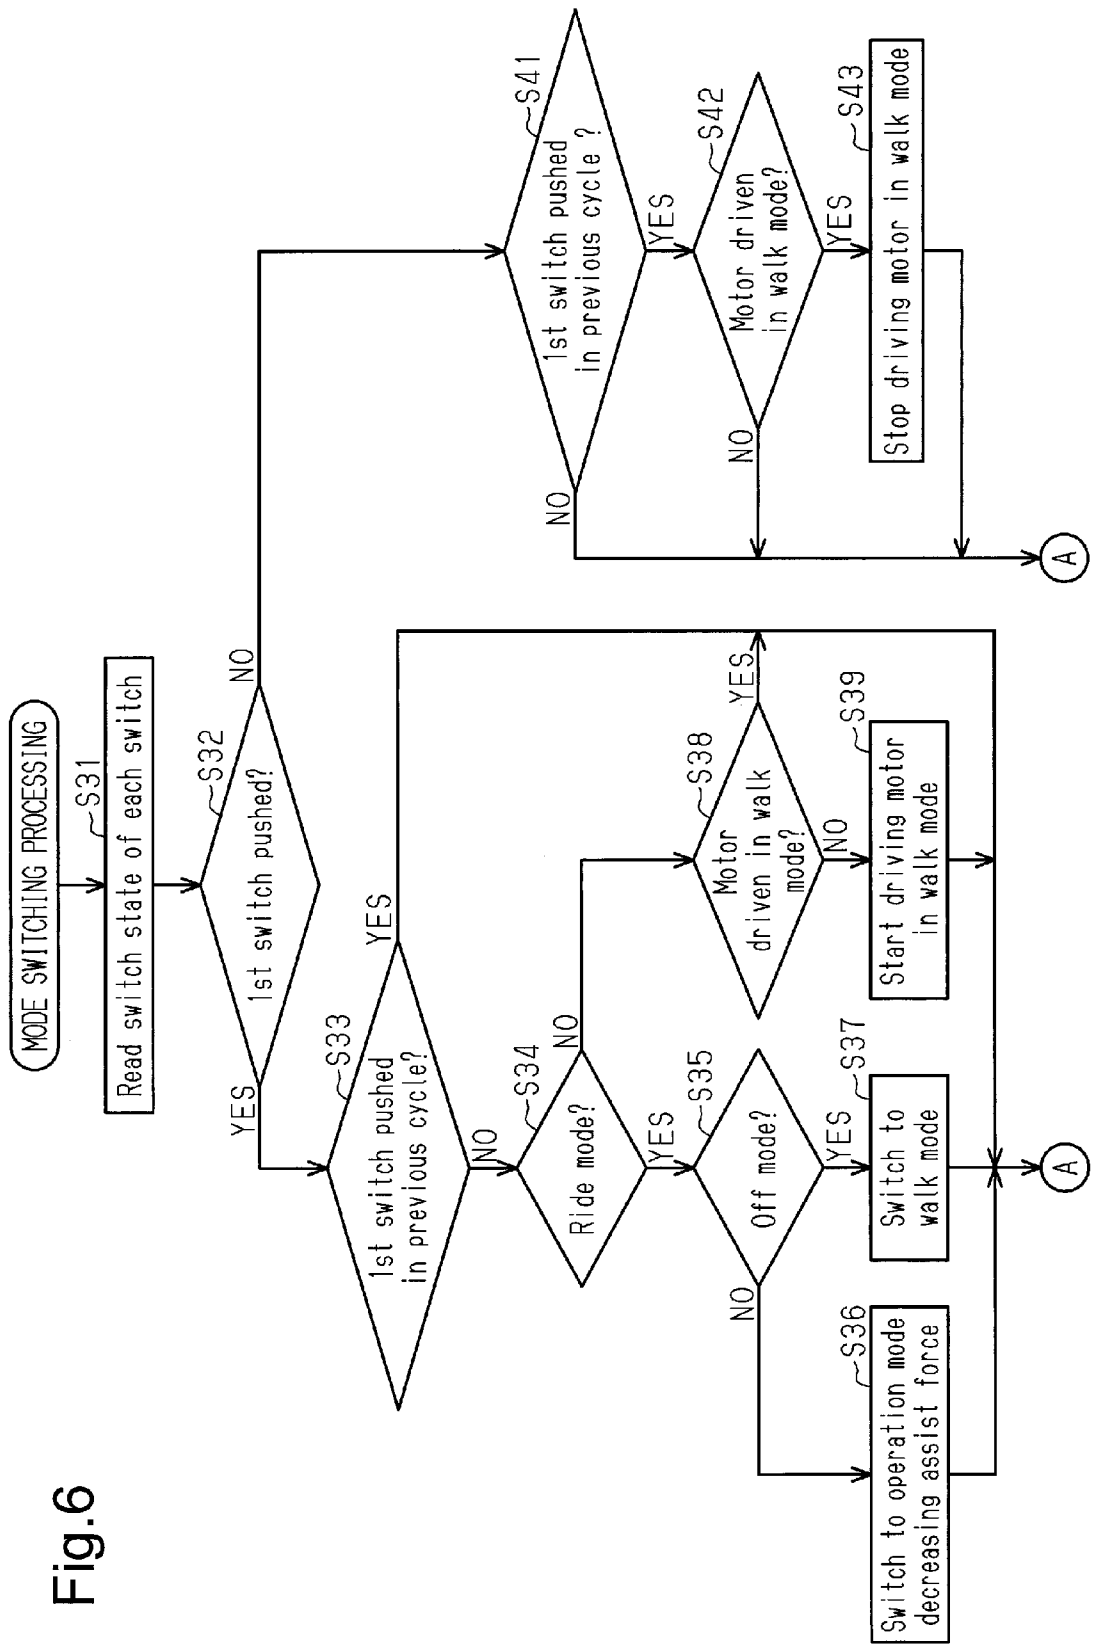 Fig.6
MODE SWITCHING PROCESSING
S31
Read switch state of each switch
S32
1st switch pushed?
YES
NO
S33
1st switch pushed
in previous cycle?
YES
NO
S34
Ride mode?
NO
YES
S35
Off mode?
NO
YES
S36
Switch to operation mode
decreasing assist force
S37
Switch to
walk mode
S38
Motor
driven in walk
mode?
YES
NO
S39
Start driving motor
in walk mode
A
S41
1st switch pushed
in previous cycle ?
NO
YES
S42
Motor driven
in walk mode?
NO
YES
S43
Stop driving motor in walk mode
A